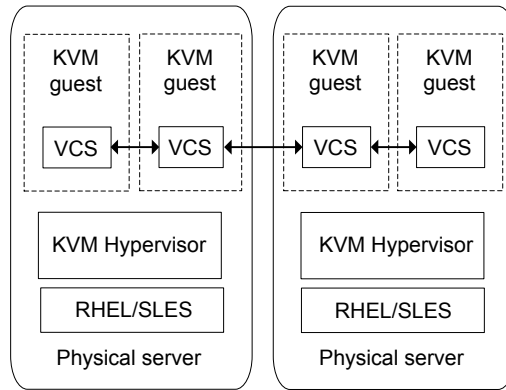 KVM
guest
KVM
guest
VCS
VCS
KVM Hypervisor
RHEL/SLES
Physical server
KVM
guest
KVM
guest
VCS
VCS
KVM Hypervisor
RHEL/SLES
Physical server